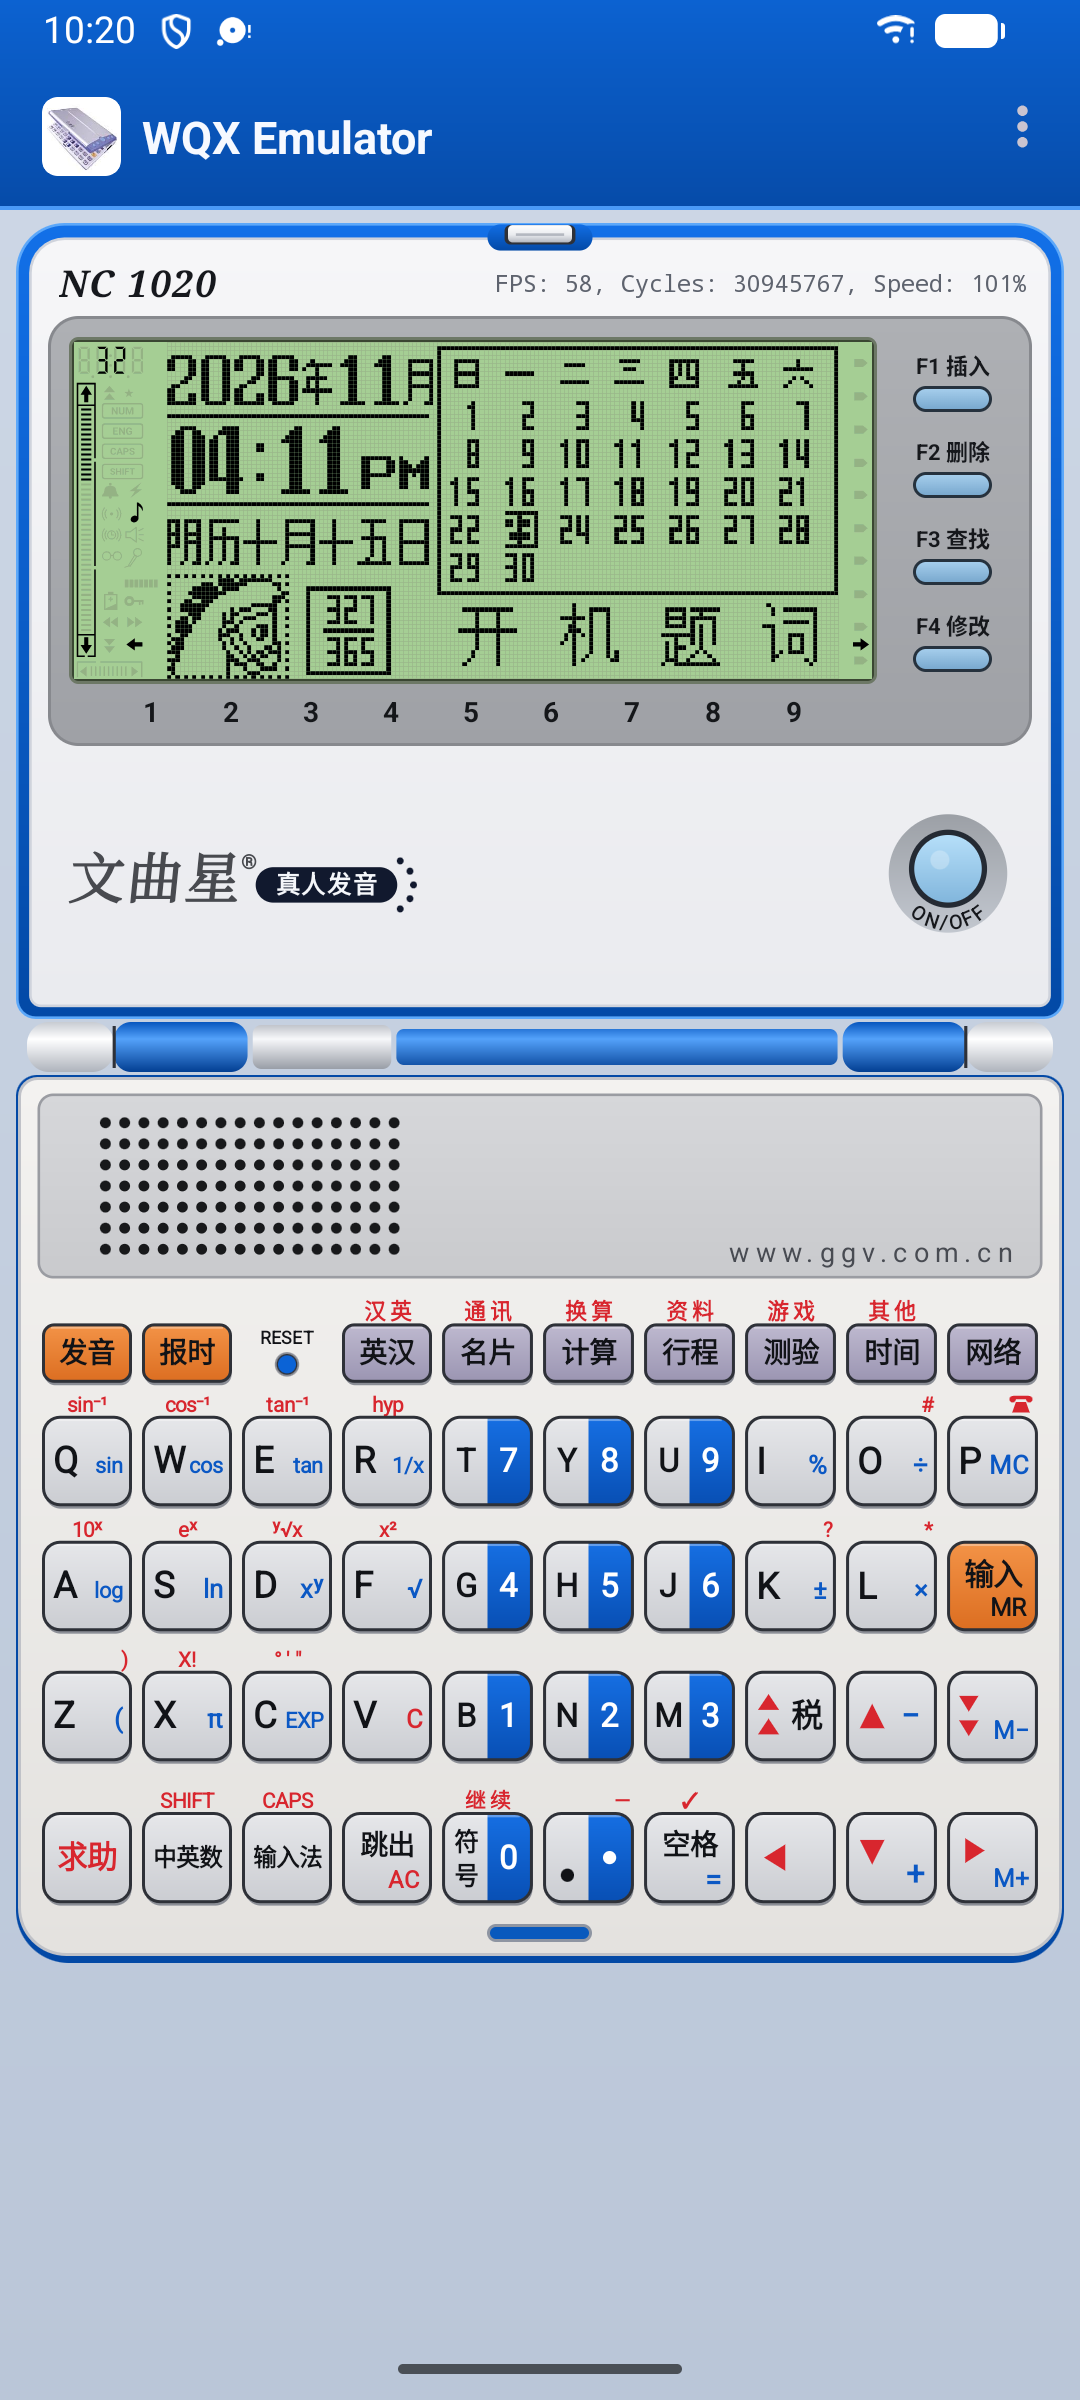 10:20
WQX Emulator
NC 1020
FPS: 58, Cycles: 30945767, Speed: 101%
32
NUM
ENG
CAPS
SHIFT
2026年11月
04:11 PM
明历十月十五日
327
365
日 一 二 三 四 五 六
1 2 3 4 5 6 7
8 9 10 11 12 13 14
15 16 17 18 19 20 21
22 23 24 25 26 27 28
29 30
开 机 题 词
F1 插入
F2 删除
F3 查找
F4 修改
1 2 3 4 5 6 7 8 9
文曲星® 真人发音
ON/OFF
www.ggv.com.cn
汉英 通讯 换算 资料 游戏 其他
发音 报时 RESET 英汉 名片 计算 行程 测验 时间 网络
sin⁻¹ cos⁻¹ tan⁻¹ hyp #
Q sin W cos E tan R 1/x T 7 Y 8 U 9 I % O ÷ P MC
10ˣ eˣ ʸ√x x² ? *
A log S ln D xʸ F √ G 4 H 5 J 6 K ± L × 输入 MR
) X! ° ' "
Z ( X π C EXP V C B 1 N 2 M 3 税 − M−
SHIFT CAPS 继续 − ✓
求助 中英数 输入法 跳出 AC 符号 0 . • 空格 = + M+